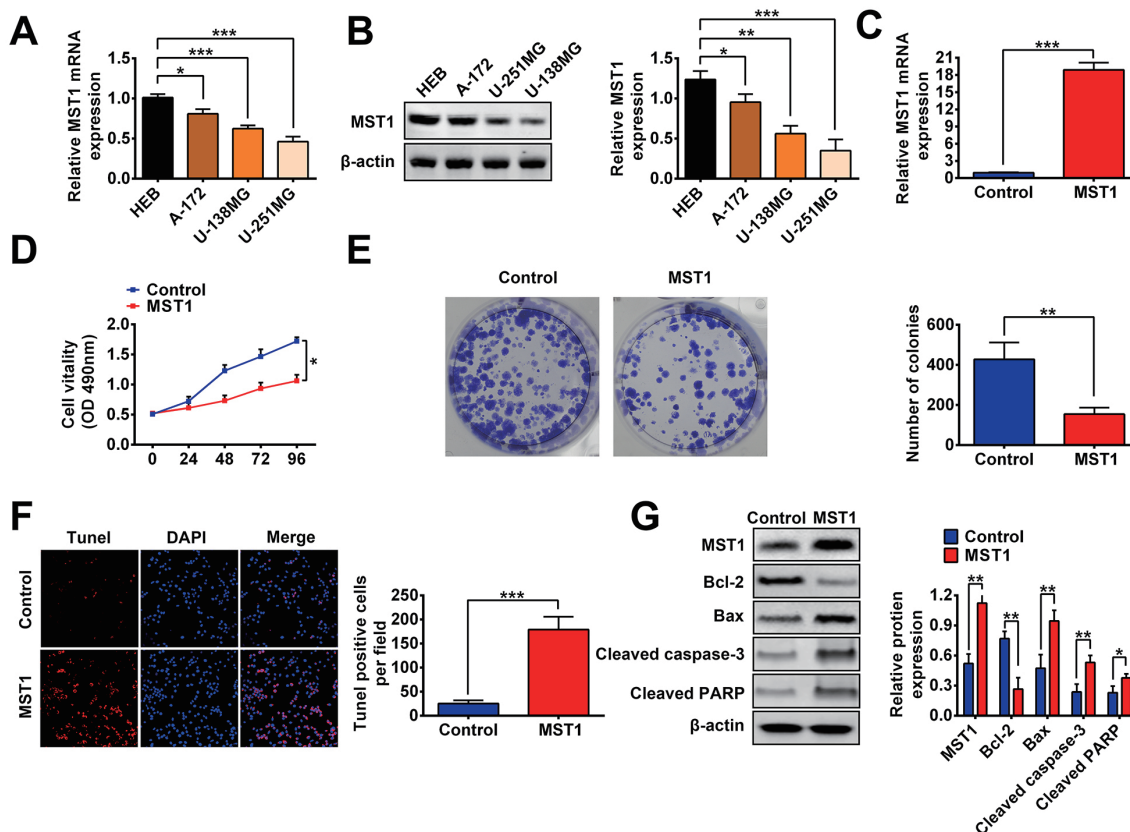 A
Relative MST1 mRNA
expression
1.5
1.0
0.5
0.0
*
***
***
HEB
A-172
U-138MG
U-251MG
B
HEB
A-172
U-251MG
U-138MG
MST1
β-actin
Relative MST1
expression
1.5
1.0
0.5
0.0
*
**
***
HEB
A-172
U-138MG
U-251MG
C
Relative MST1 mRNA
expression
21
18
15
12
9
6
3
0
***
Control
MST1
D
Control
MST1
Cell vitality
(OD 490nm)
2.0
1.5
1.0
0.5
0.0
*
0 24 48 72 96
E
Control
MST1
Number of colonies
600
400
200
0
**
Control
MST1
F
Tunel
DAPI
Merge
Control
MST1
Tunel positive cells
per field
250
200
150
100
50
0
***
Control
MST1
G
Control MST1
MST1
Bcl-2
Bax
Cleaved caspase-3
Cleaved PARP
β-actin
Control
MST1
Relative protien
expression
1.2
0.9
0.6
0.3
0.0
**
**
**
**
*
MST1
Bcl-2
Bax
Cleaved caspase-3
Cleaved PARP